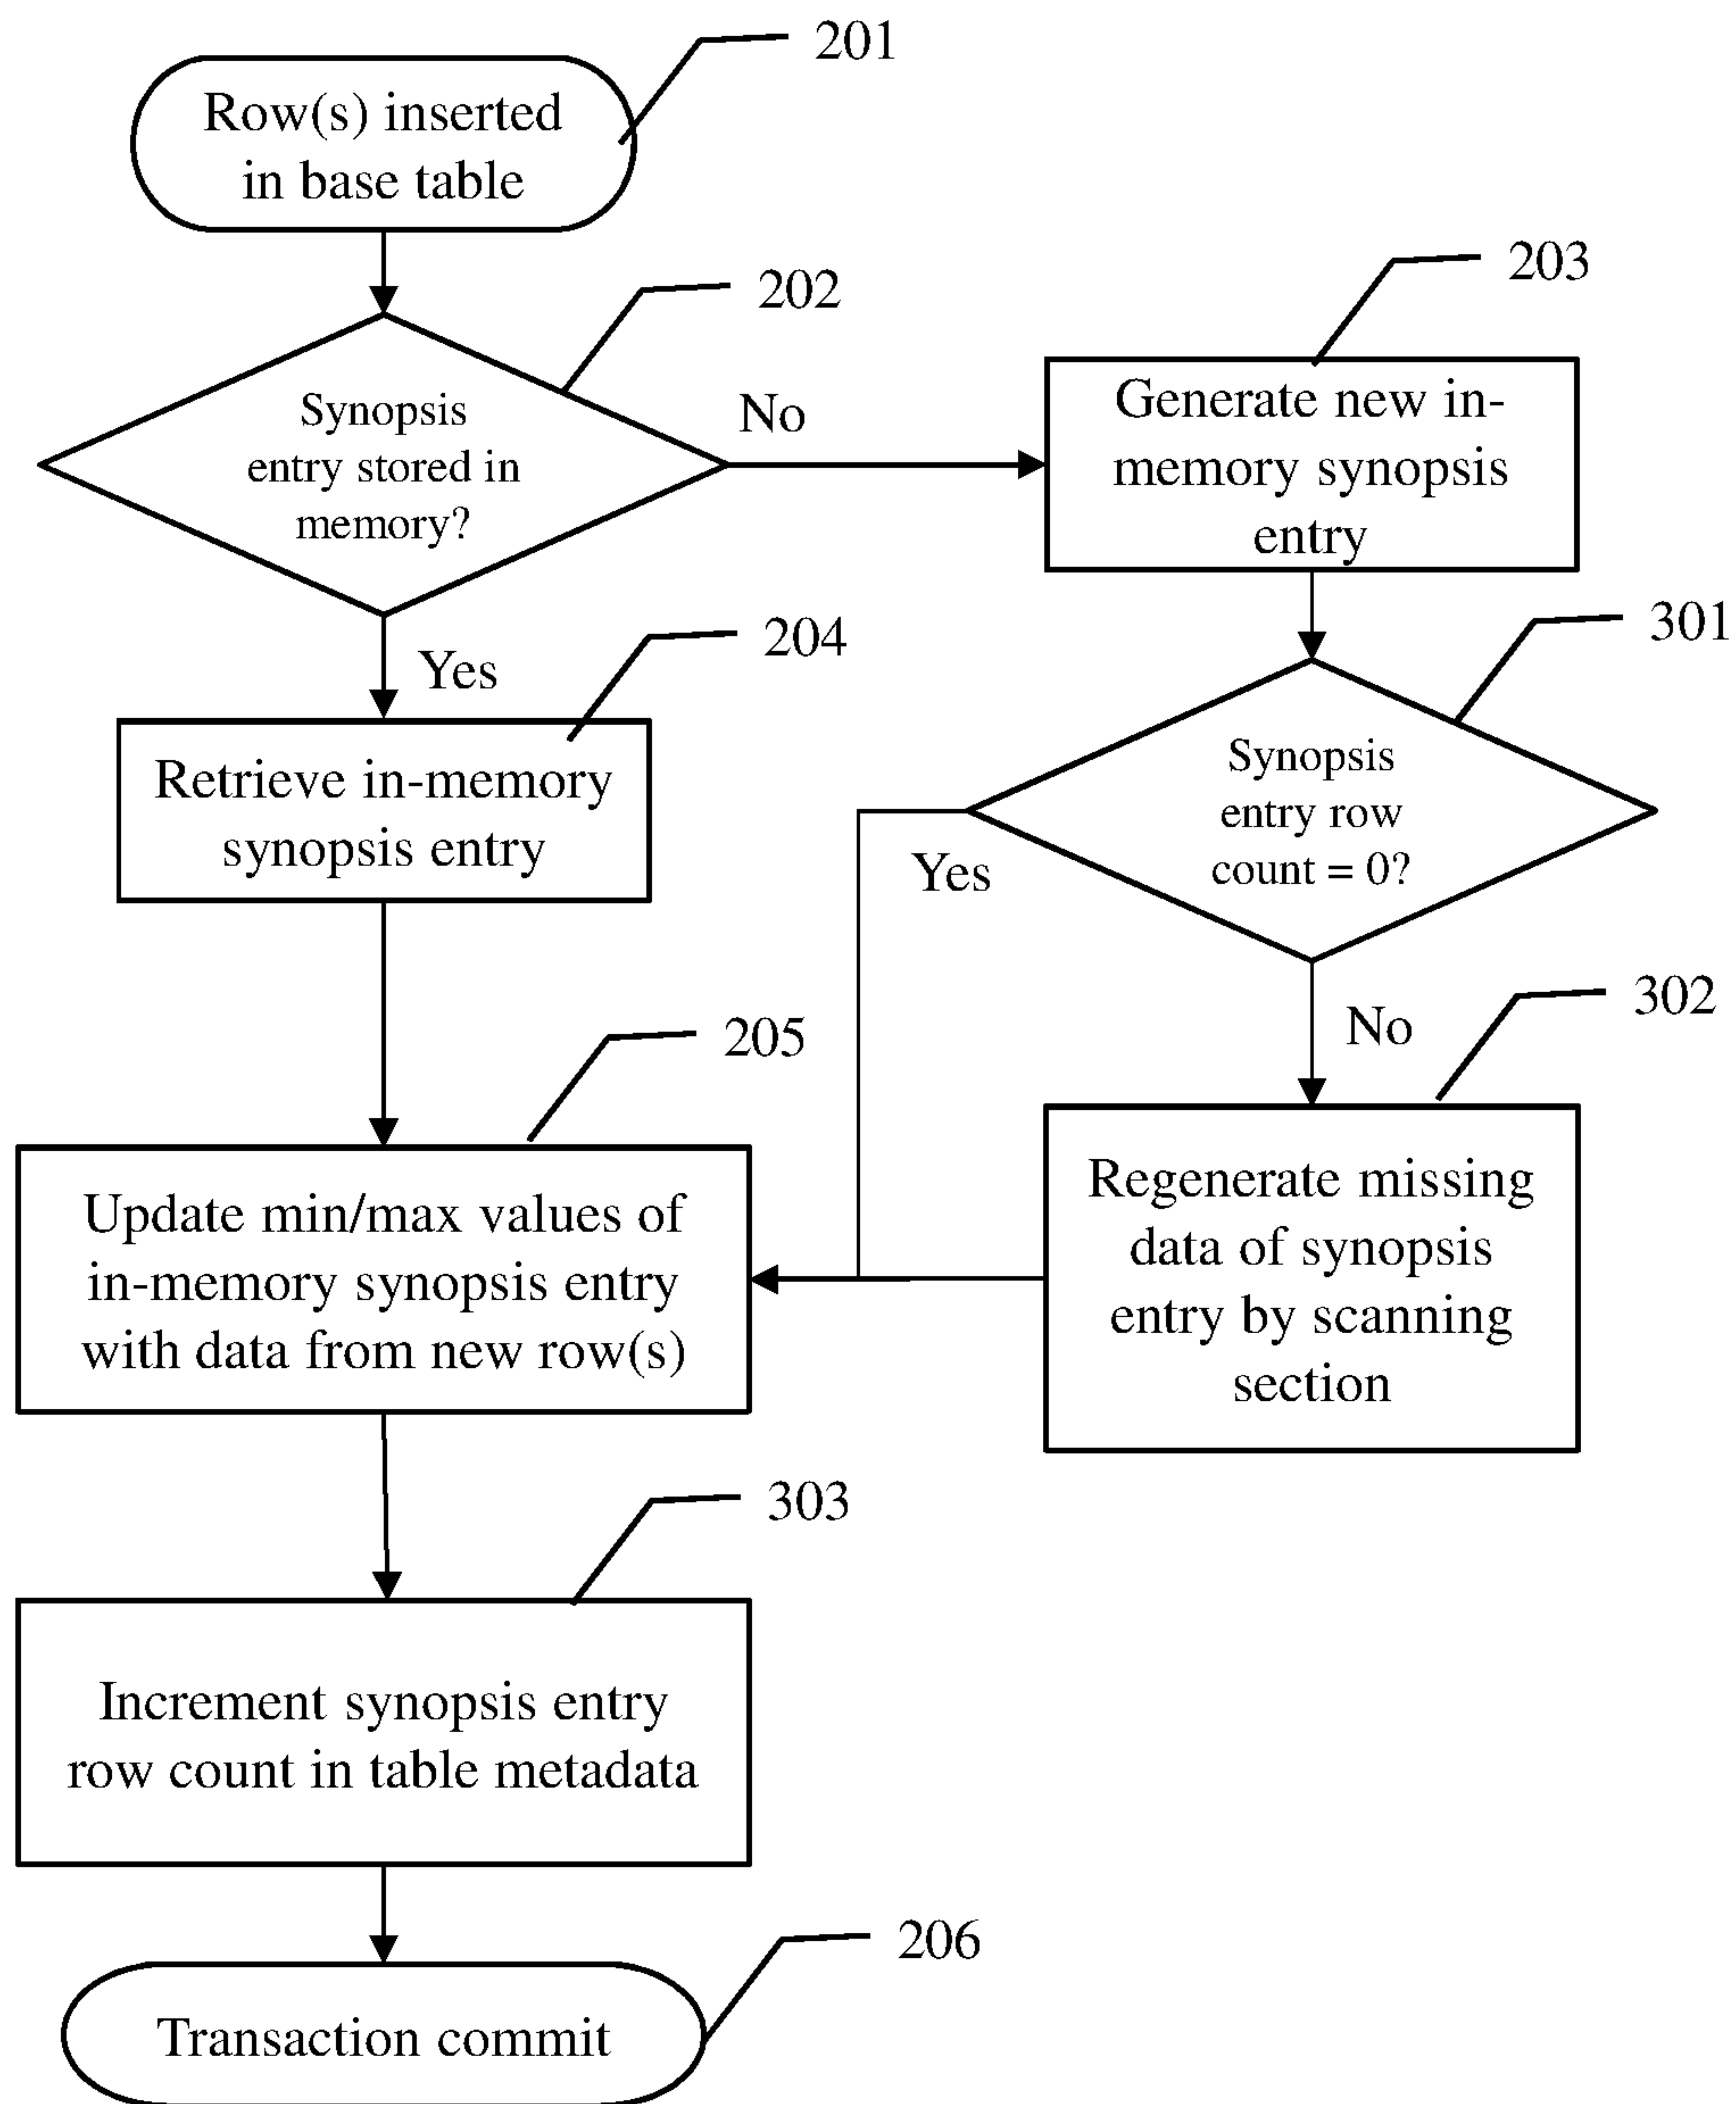 201
Row(s) inserted
in base table
202
Synopsis
entry stored in
memory?
No
203
Generate new in-
memory synopsis
entry
Yes
204
Retrieve in-memory
synopsis entry
301
Synopsis
entry row
count = 0?
Yes
No
302
Regenerate missing
data of synopsis
entry by scanning
section
205
Update min/max values of
in-memory synopsis entry
with data from new row(s)
303
Increment synopsis entry
row count in table metadata
206
Transaction commit